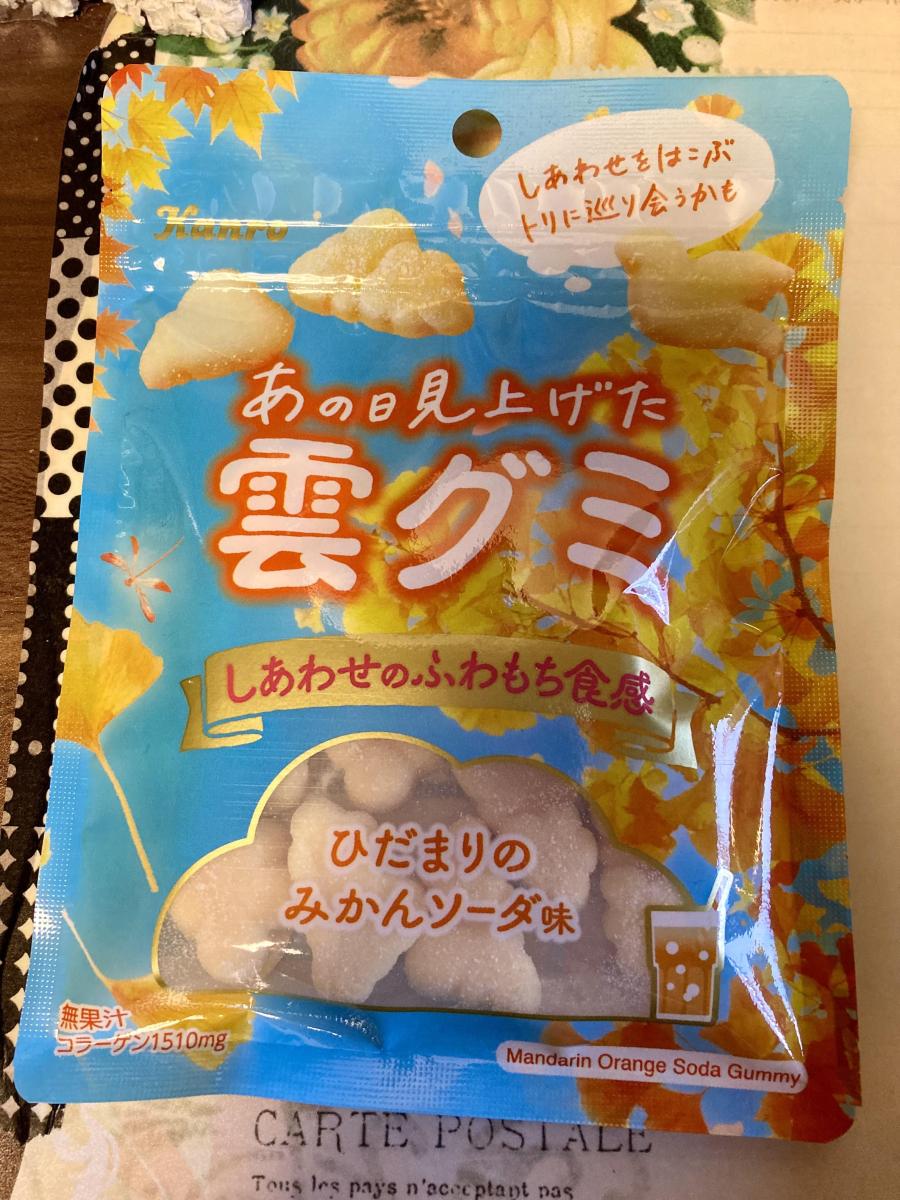 しあわせをはこぶ
トリに巡り会うかも
Kanro
あの日見上げた
雲グミ
しあわせのふわもち食感
ひだまりの
みかんソーダ味
無果汁
コラーゲン1510mg
Mandarin Orange Soda Gummy
CARTE POSTALE
Tous les pays n'acceptent pas